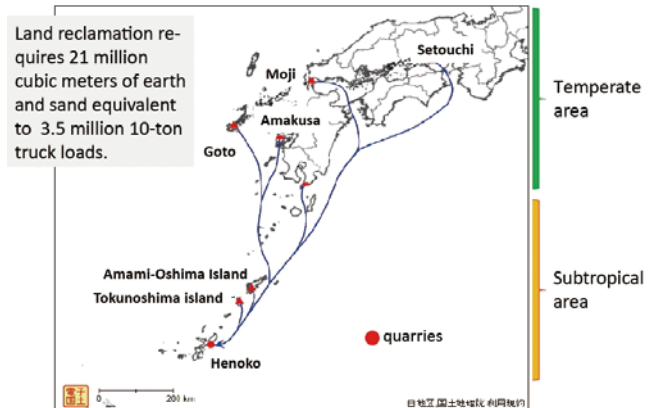 Land reclamation re-
quires 21 million
cubic meters of earth
and sand equivalent
to 3.5 million 10-ton
truck loads.
Setouchi
Moji
Amakusa
Goto
Temperate
area
Amami-Oshima Island
Tokunoshima island
Subtropical
area
quarries
Henoko
0 200 km